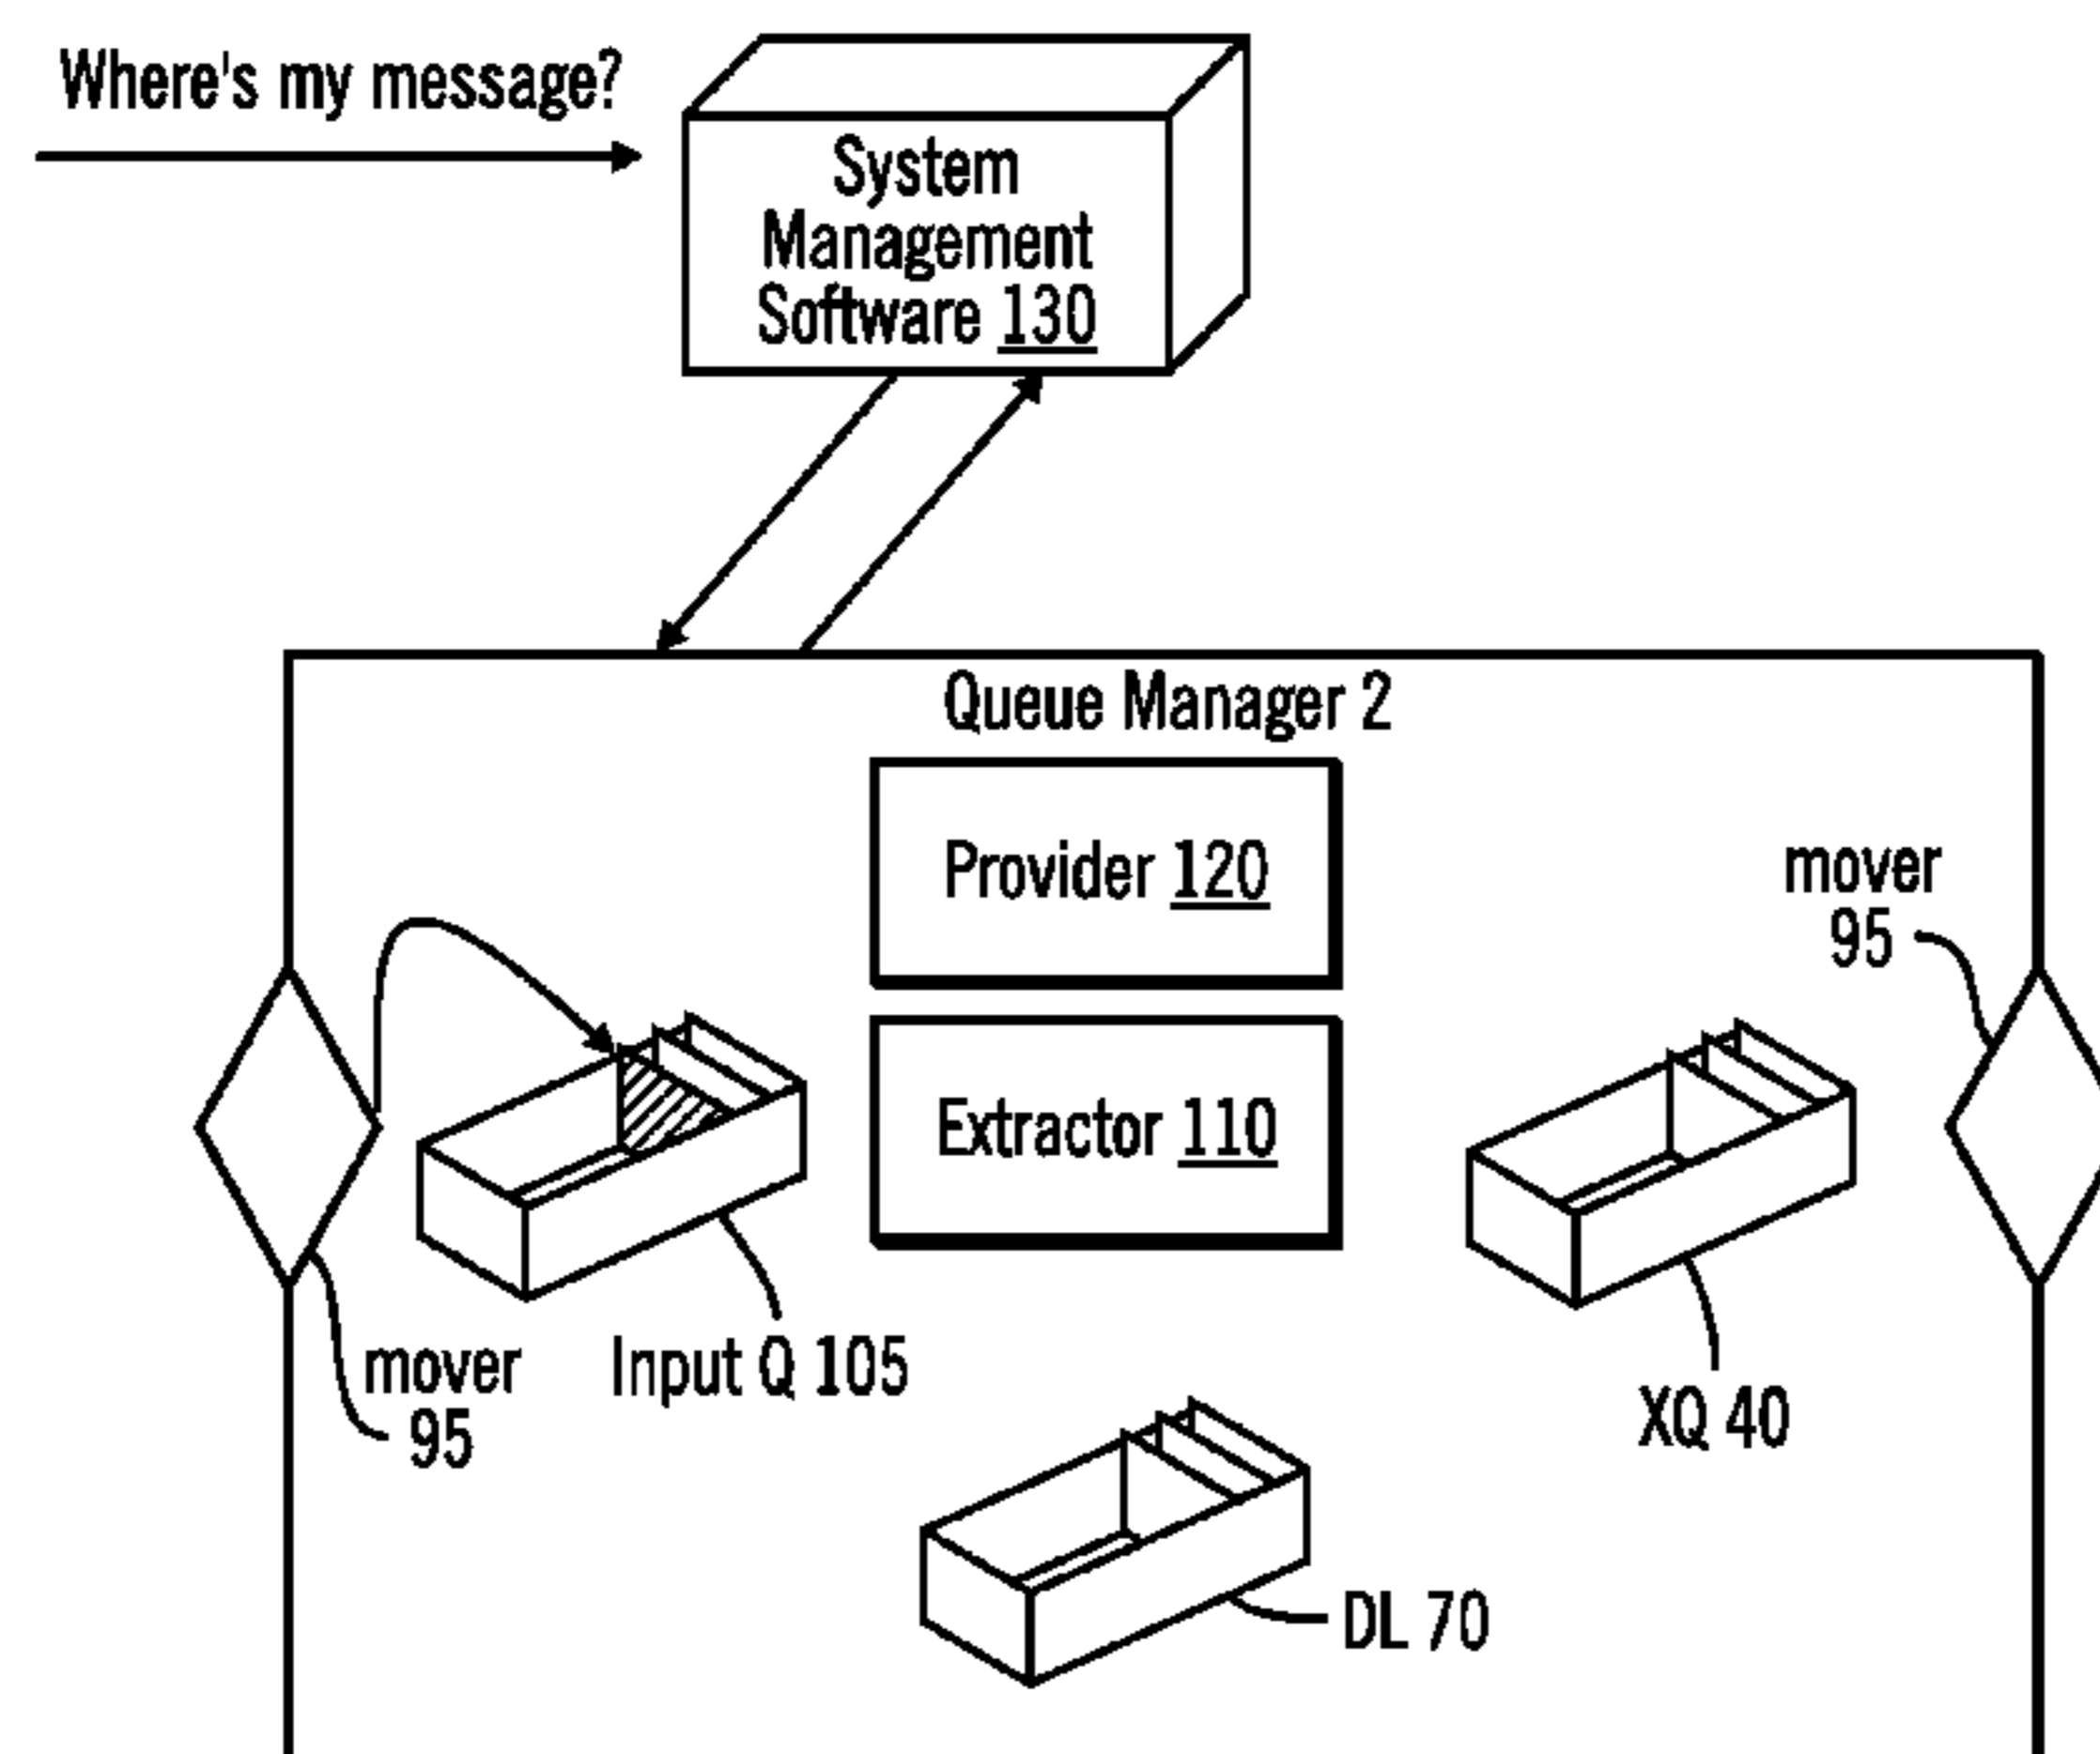 Where's my message?
System
Management
Software 130
Queue Manager 2
Provider 120
mover
95
Extractor 110
mover
95
Input Q 105
XQ 40
DL 70